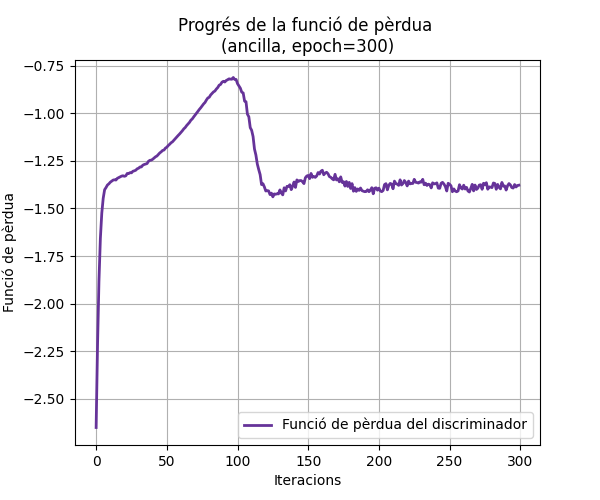 Progrés de la funció de pèrdua
(ancilla, epoch=300)
−0.75
−1.00
−1.25
−1.50
−1.75
−2.00
−2.25
−2.50
Funció de pèrdua
Funció de pèrdua del discriminador
0 50 100 150 200 250 300
Iteracions